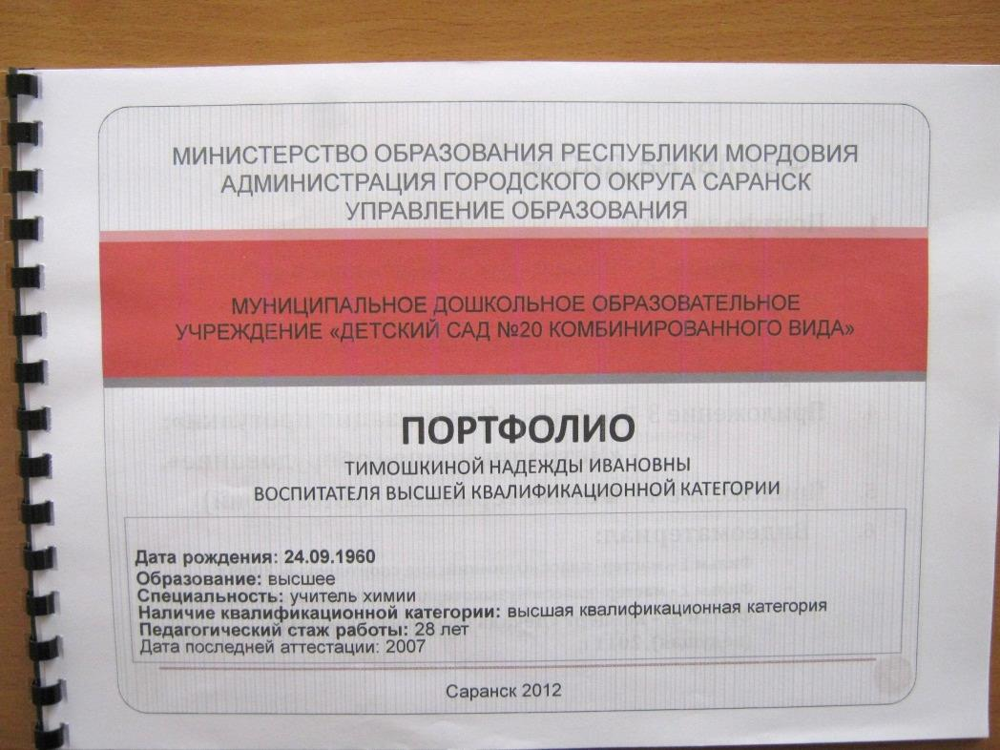 МИНИСТЕРСТВО ОБРАЗОВАНИЯ РЕСПУБЛИКИ МОРДОВИЯ
АДМИНИСТРАЦИЯ ГОРОДСКОГО ОКРУГА САРАНСК
УПРАВЛЕНИЕ ОБРАЗОВАНИЯ
МУНИЦИПАЛЬНОЕ ДОШКОЛЬНОЕ ОБРАЗОВАТЕЛЬНОЕ
УЧРЕЖДЕНИЕ «ДЕТСКИЙ САД №20 КОМБИНИРОВАННОГО ВИДА»
ПОРТФОЛИО
ТИМОШКИНОЙ НАДЕЖДЫ ИВАНОВНЫ
ВОСПИТАТЕЛЯ ВЫСШЕЙ КВАЛИФИКАЦИОННОЙ КАТЕГОРИИ
Дата рождения: 24.09.1960
Образование: высшее
Специальность: учитель химии
Наличие квалификационной категории: высшая квалификационная категория
Педагогический стаж работы: 28 лет
Дата последней аттестации: 2007
Саранск 2012